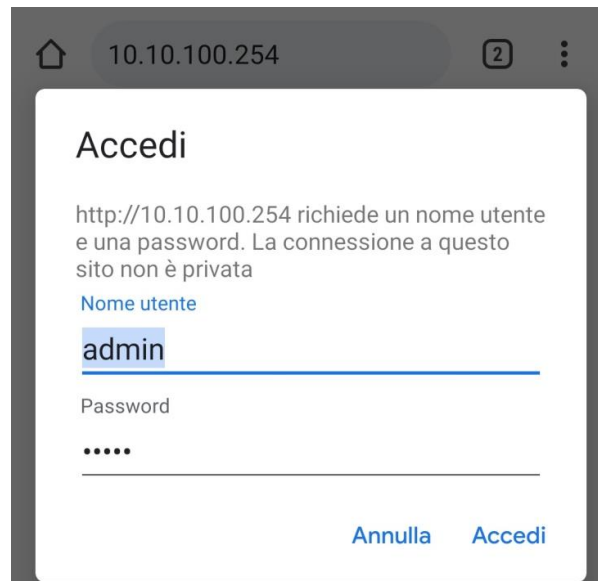 10.10.100.254
2
Accedi
http://10.10.100.254 richiede un nome utente
e una password. La connessione a questo
sito non è privata
Nome utente
admin
Password
•••••
Annulla
Accedi